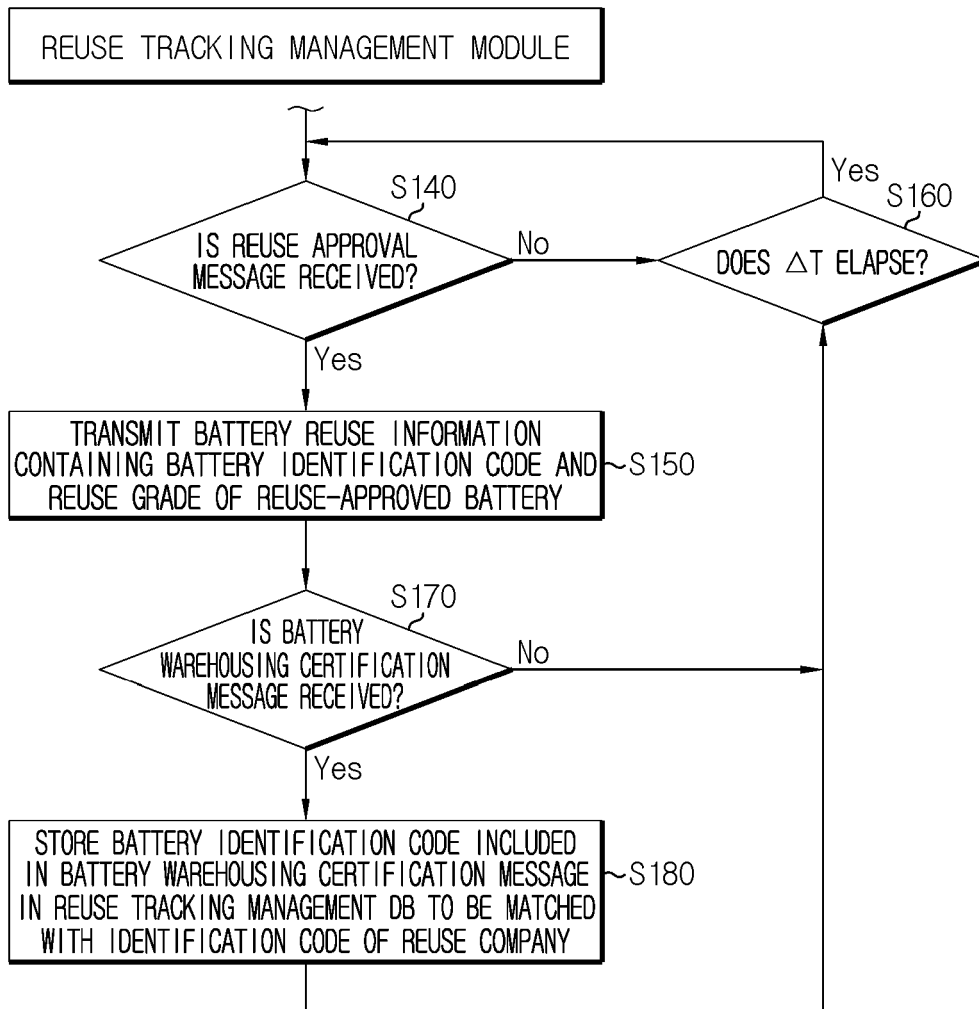 REUSE TRACKING MANAGEMENT MODULE
Yes
S140
S160
IS REUSE APPROVAL
MESSAGE RECEIVED?
No
DOES △T ELAPSE?
Yes
TRANSMIT BATTERY REUSE INFORMATION
CONTAINING BATTERY IDENTIFICATION CODE AND
REUSE GRADE OF REUSE-APPROVED BATTERY
S150
S170
IS BATTERY
WAREHOUSING CERTIFICATION
MESSAGE RECEIVED?
No
Yes
STORE BATTERY IDENTIFICATION CODE INCLUDED
IN BATTERY WAREHOUSING CERTIFICATION MESSAGE
IN REUSE TRACKING MANAGEMENT DB TO BE MATCHED
WITH IDENTIFICATION CODE OF REUSE COMPANY
S180